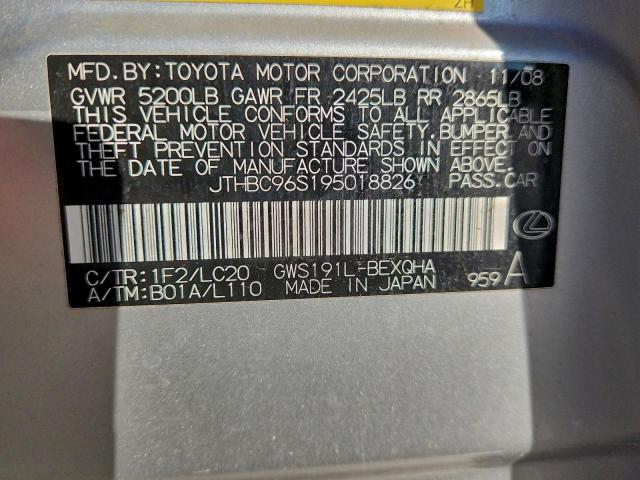 ZH
MFD.BY:TOYOTA MOTOR CORPORATION 11/08
GVWR 5200LB GAWR FR 2425LB RR 2865LB
THIS VEHICLE CONFORMS TO ALL APPLICABLE
FEDERAL MOTOR VEHICLE SAFETY,BUMPER,AND
THEFT PREVENTION STANDARDS IN EFFECT ON
THE DATE OF MANUFACTURE SHOWN ABOVE.
JTHBC96S195018826 PASS.CAR
C/TR:1F2/LC20 GWS191L-BEXQHA 959A
A/TM:B01A/L110 MADE IN JAPAN